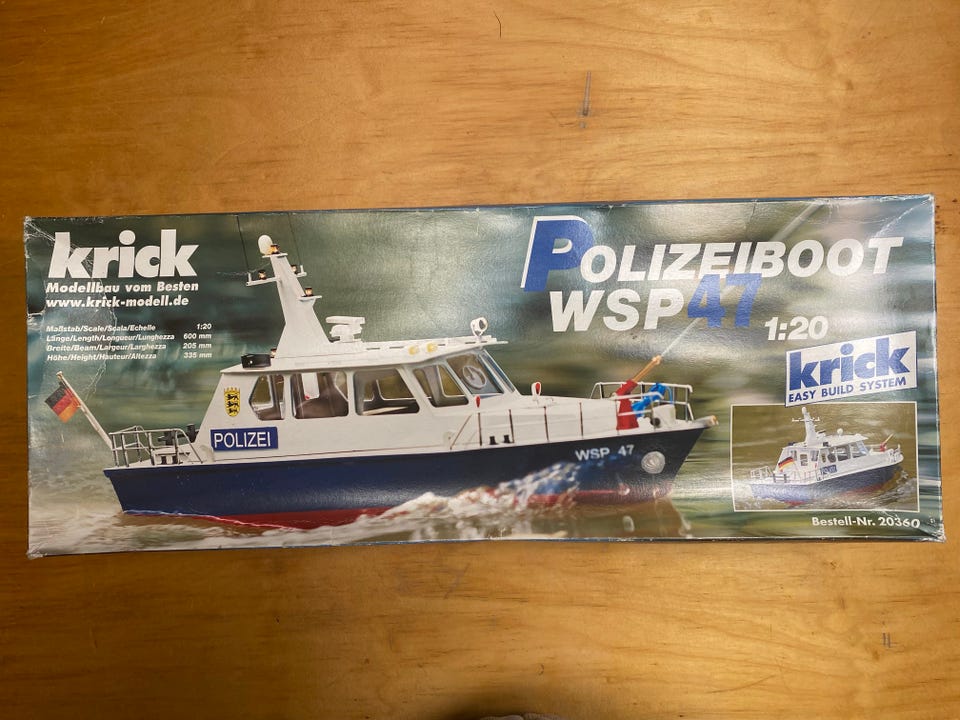 krick
Modellbau vom Besten
www.krick-modell.de
Maßstab/Scale/Scala/Echelle 1:20
Länge/Length/Longueur/Lunghezza 600 mm
Breite/Beam/Largeur/Larghezza 205 mm
Höhe/Height/Hauteur/Altezza 335 mm
POLIZEIBOOT
WSP 47
1:20
krick
EASY BUILD SYSTEM
POLIZEI
WSP 47
Bestell-Nr. 20360